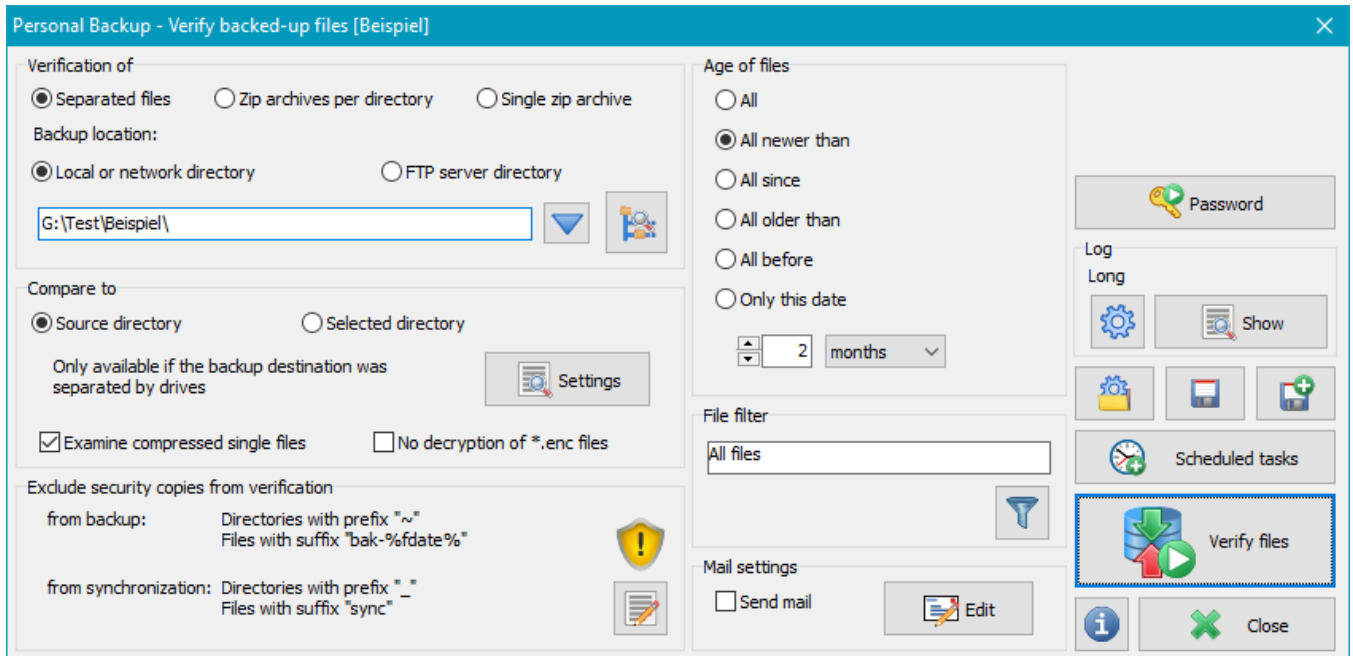 Personal Backup - Verify backed-up files [Beispiel]
Verification of
Separated files
Zip archives per directory
Single zip archive
Backup location:
Local or network directory
FTP server directory
G:\Test\Beispiel\
Compare to
Source directory
Selected directory
Only available if the backup destination was
separated by drives
Settings
Examine compressed single files
No decryption of *.enc files
Exclude security copies from verification
from backup:
Directories with prefix "~"
Files with suffix "bak-%fdate%"
from synchronization:
Directories with prefix "_"
Files with suffix "sync"
Age of files
All
All newer than
All since
All older than
All before
Only this date
2
months
File filter
All files
Mail settings
Send mail
Edit
Password
Log
Long
Show
Scheduled tasks
Verify files
Close